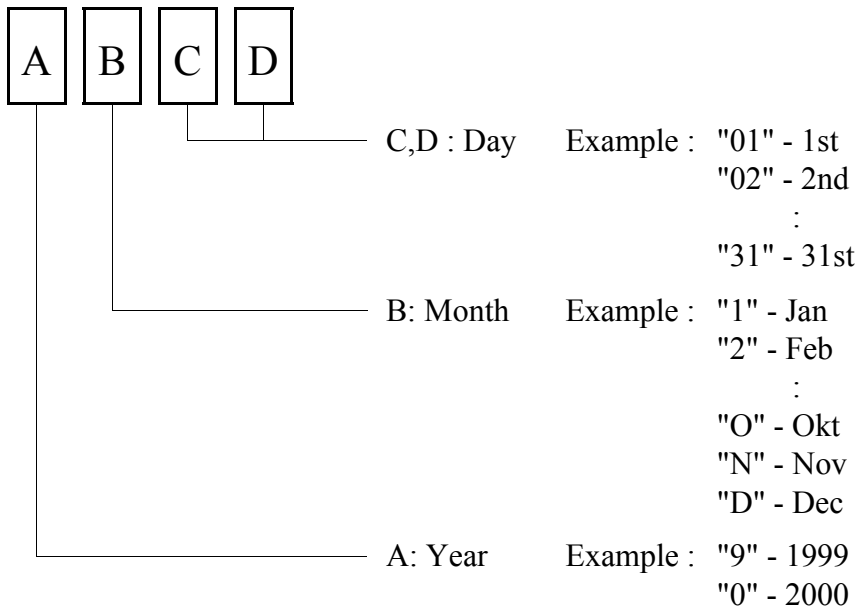 A B C D
C,D : Day Example : "01" - 1st
"02" - 2nd
:
"31" - 31st
B: Month Example : "1" - Jan
"2" - Feb
:
"O" - Okt
"N" - Nov
"D" - Dec
A: Year Example : "9" - 1999
"0" - 2000